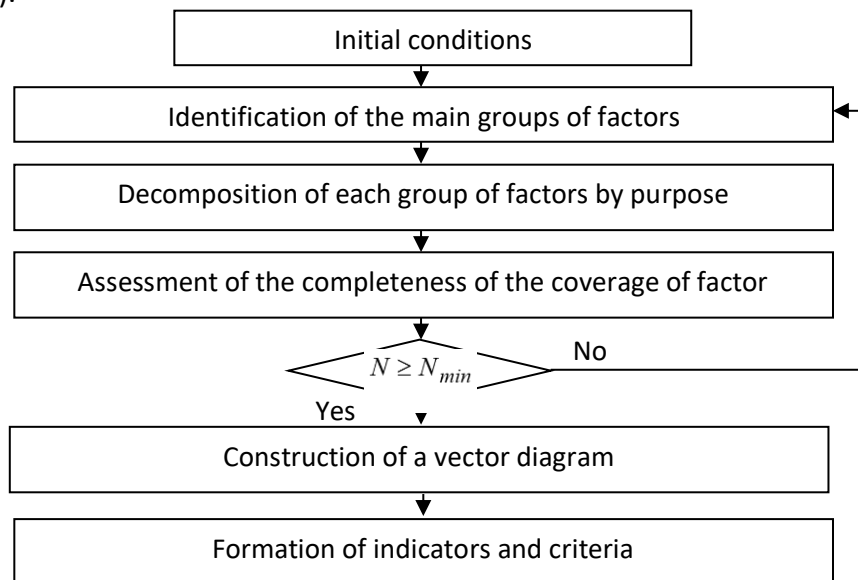 ).
Initial conditions
Identification of the main groups of factors
Decomposition of each group of factors by purpose
Assessment of the completeness of the coverage of factor
N ≥ N_min
No
Yes
Construction of a vector diagram
Formation of indicators and criteria